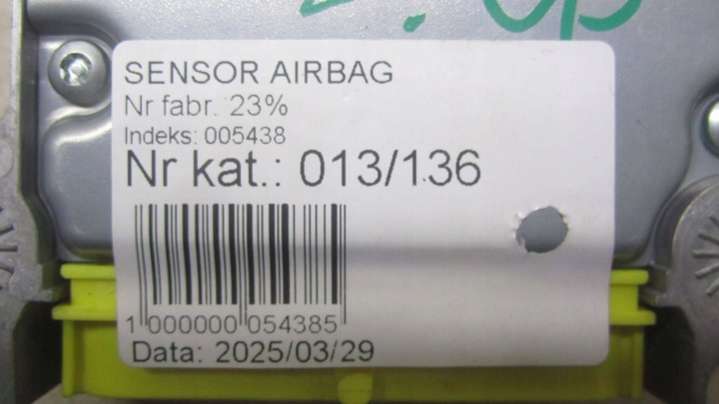 SENSOR AIRBAG
Nr fabr. 23%
Indeks: 005438
Nr kat.: 013/136
1 000000 054385
Data: 2025/03/29